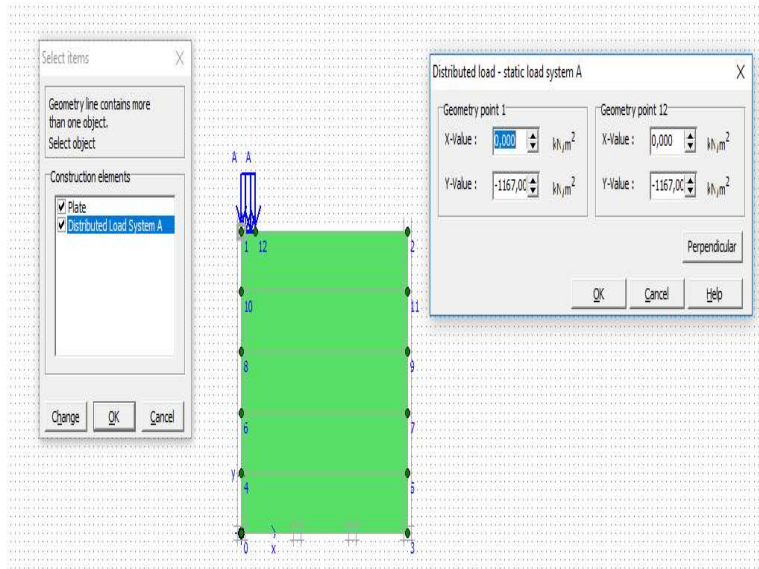 Select items
Geometry line contains more
than one object.
Select object
Construction elements
Plate
Distributed Load System A
Change OK Cancel
A A
1 12 2
10 11
8 9
6 7
y
4 5
0 x 3
Distributed load - static load system A
Geometry point 1
X-Value : 0,000 kN/m²
Y-Value : -1167,00 kN/m²
Geometry point 12
X-Value : 0,000 kN/m²
Y-Value : -1167,00 kN/m²
Perpendicular
OK Cancel Help